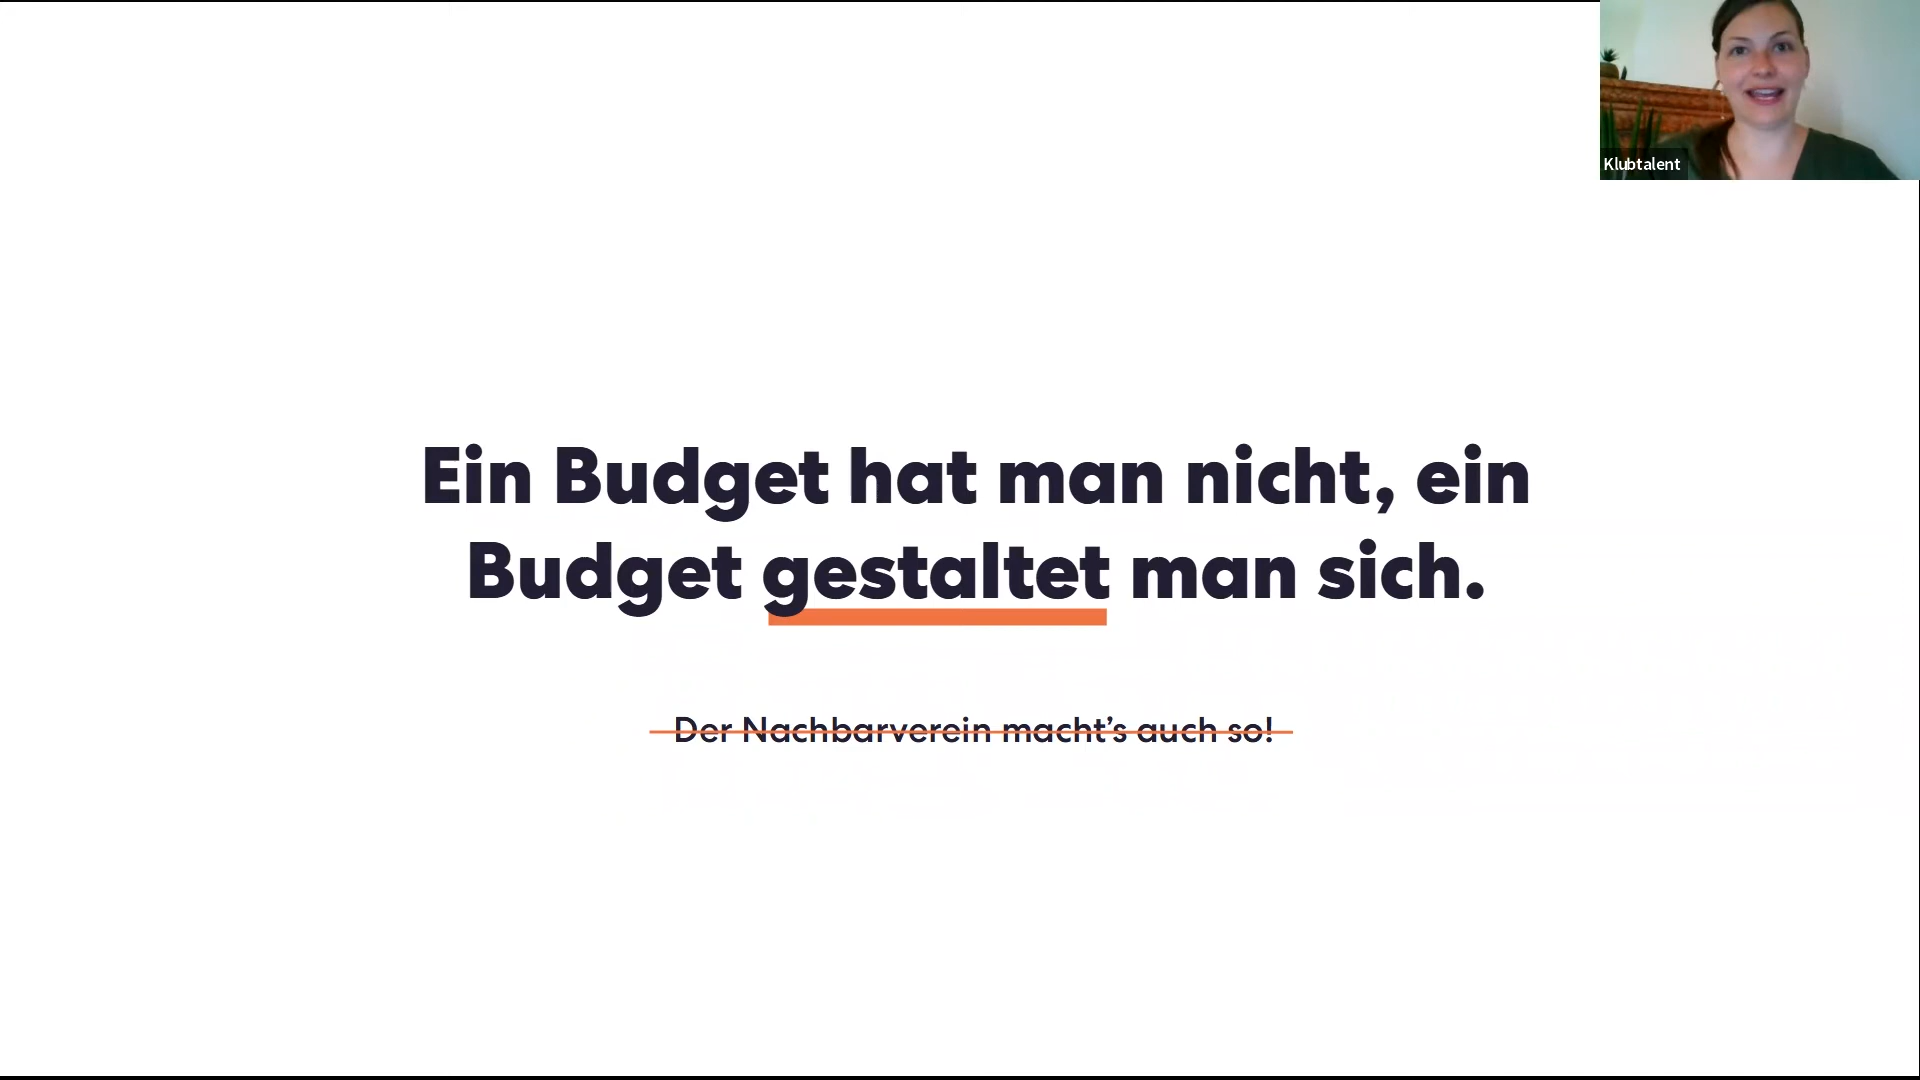 Klubtalent
Ein Budget hat man nicht, ein
Budget gestaltet man sich.
Der Nachbarverein macht’s auch so!